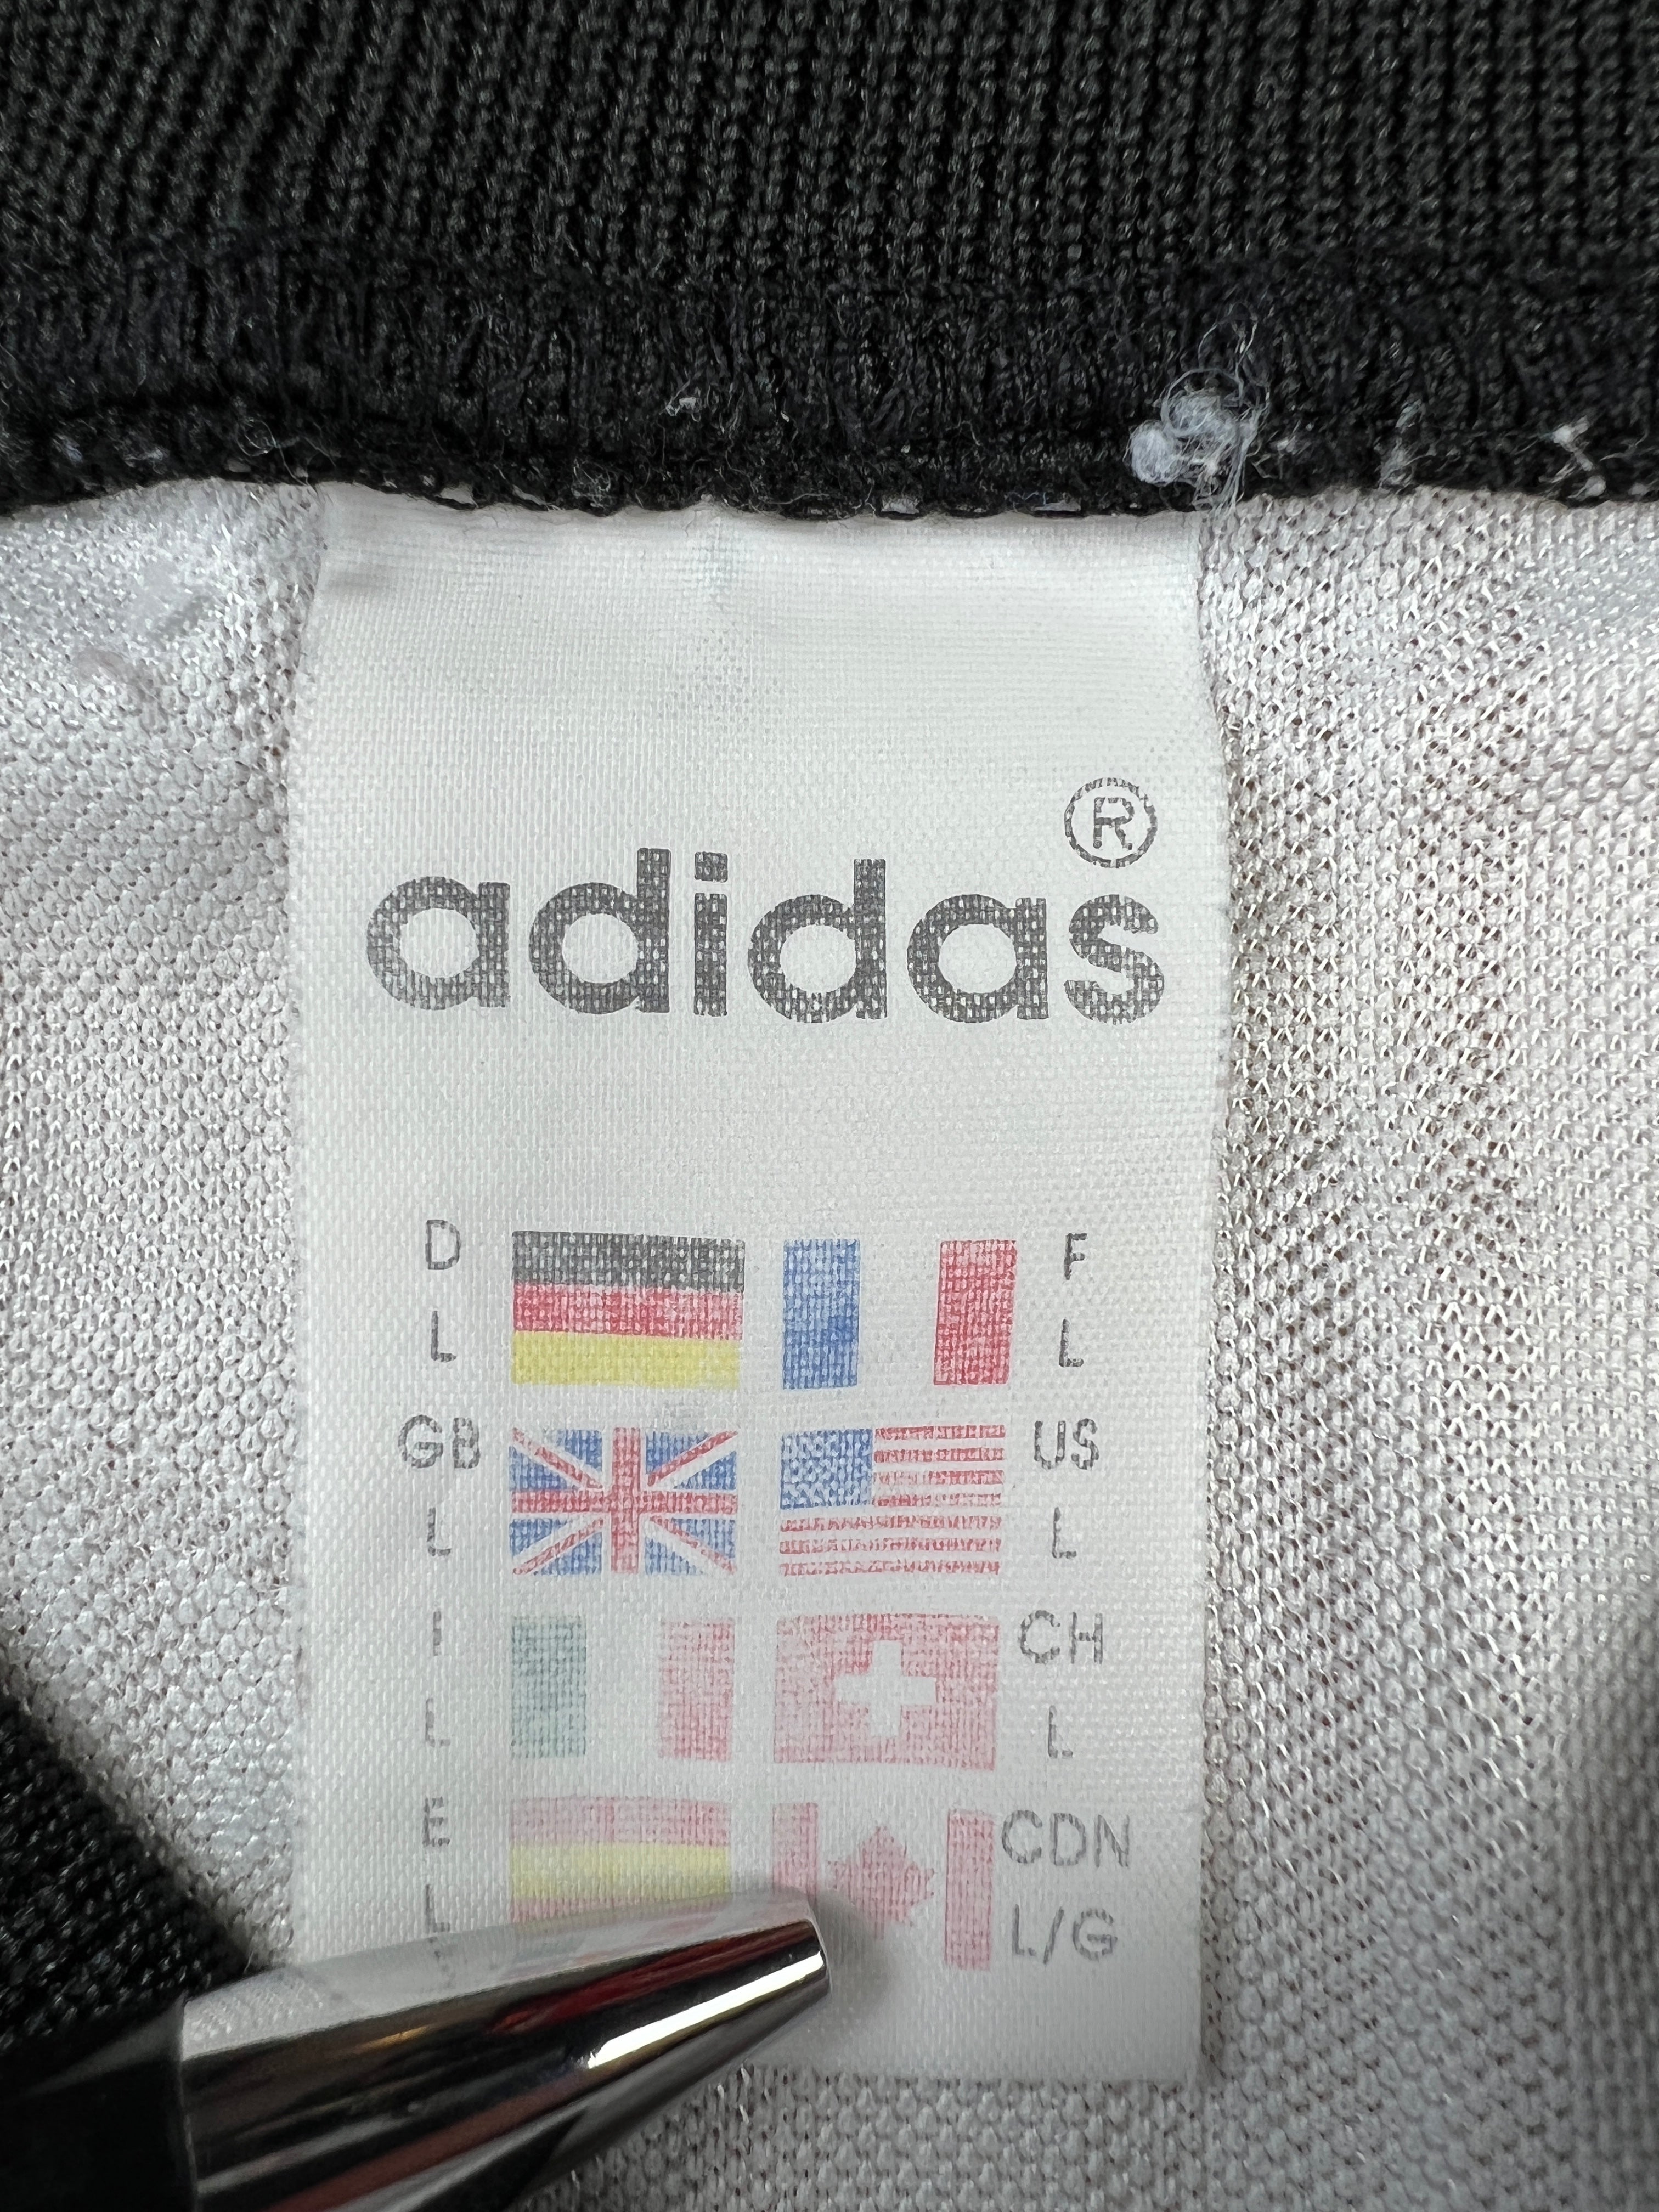 adidas®
D F
L L
GB US
L L
I CH
L L
E CDN
L L/G